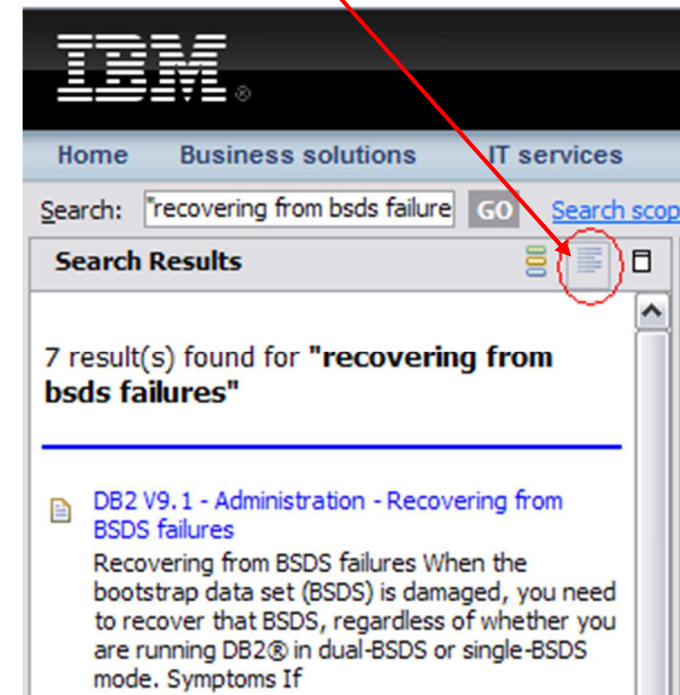 IBM®
Home Business solutions IT services
Search: "recovering from bsds failure GO Search scop
Search Results
7 result(s) found for "recovering from
bsds failures"
DB2 V9.1 - Administration - Recovering from
BSDS failures
Recovering from BSDS failures When the
bootstrap data set (BSDS) is damaged, you need
to recover that BSDS, regardless of whether you
are running DB2® in dual-BSDS or single-BSDS
mode. Symptoms If